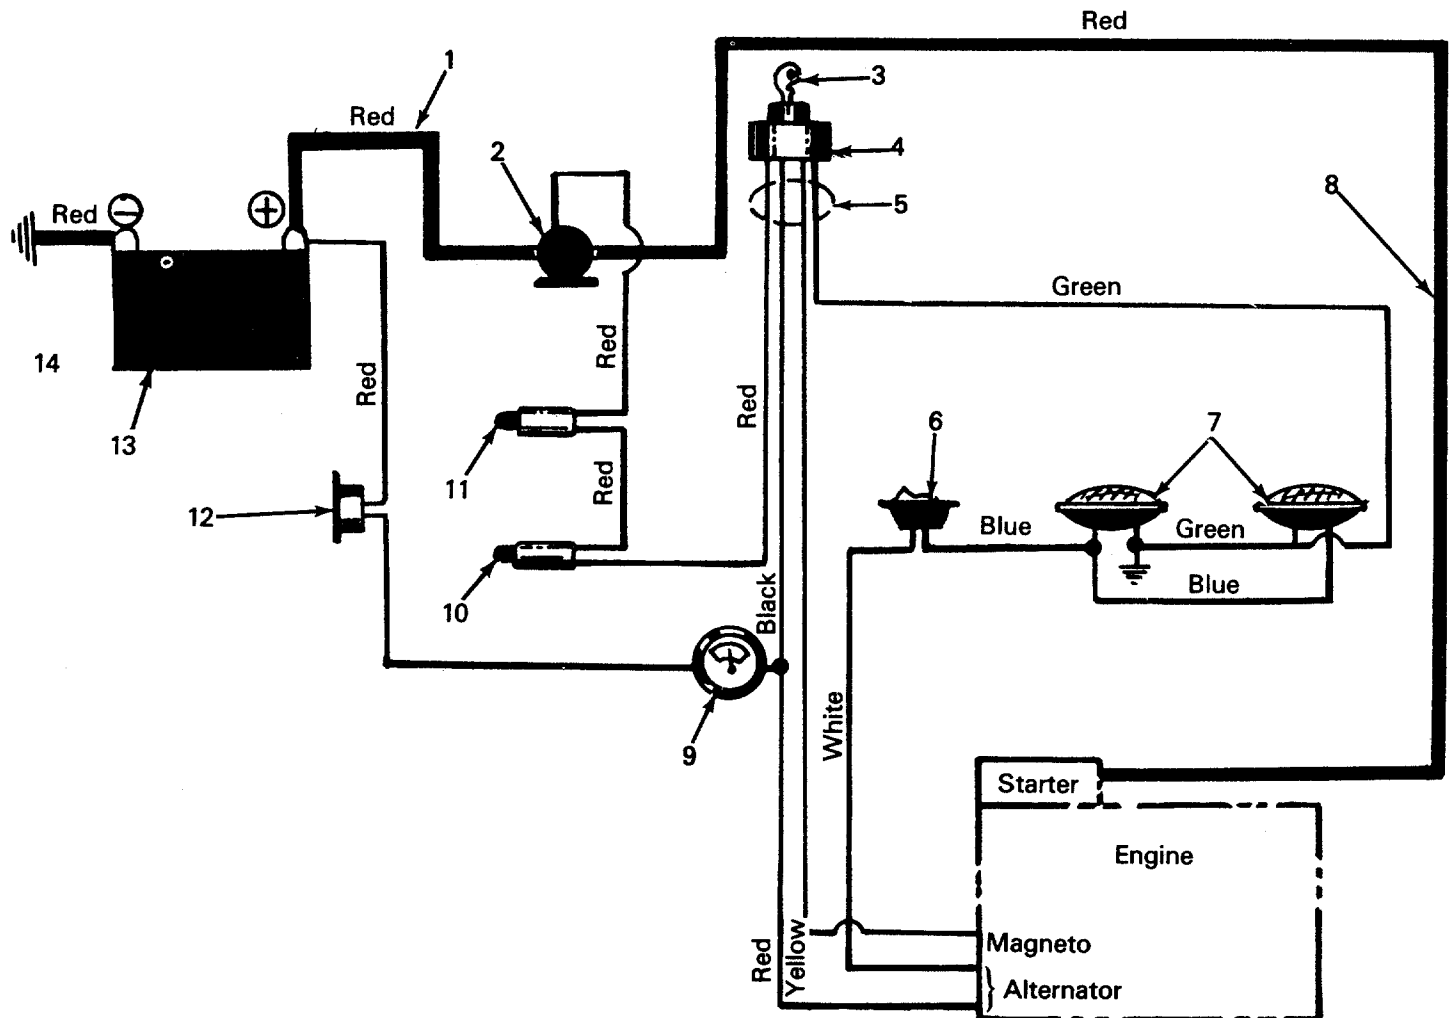 Red
1
3
Red
2
4
8
Red
−
+
5
Green
14
Red
Red
Red
13
6
7
11
Red
12
Blue
Green
10
Black
Blue
9
White
Starter
Engine
Red
Yellow
Magneto
Alternator